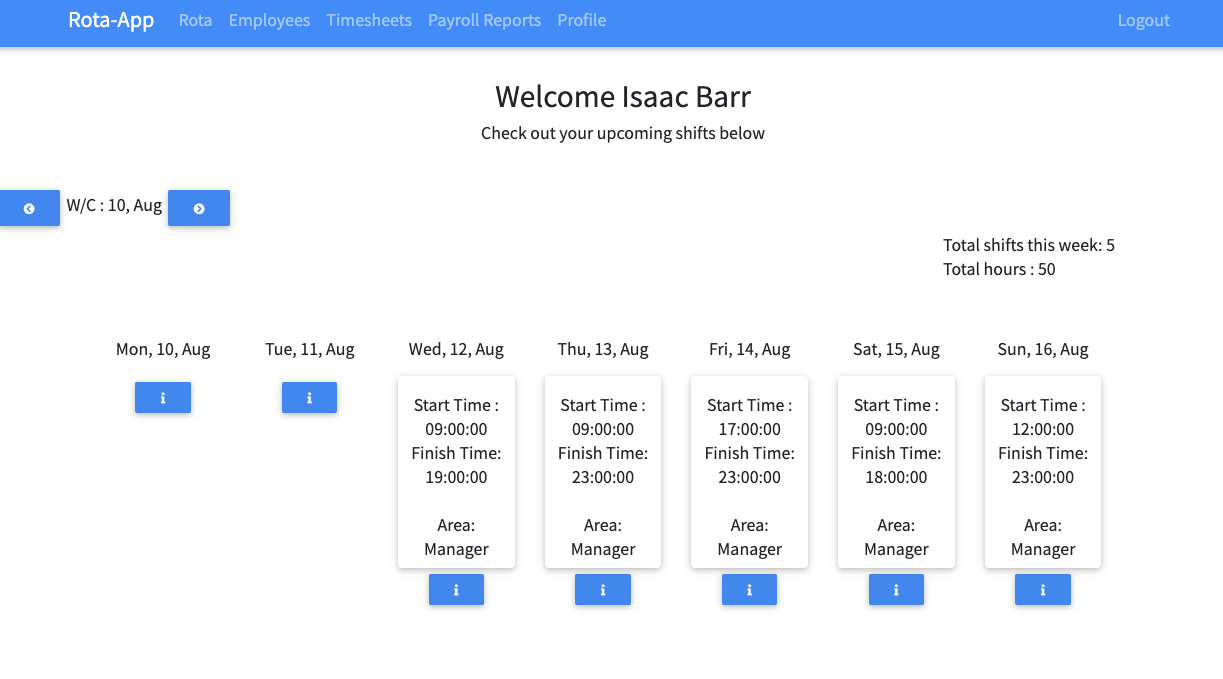 Rota-App Rota Employees Timesheets Payroll Reports Profile Logout
Welcome Isaac Barr
Check out your upcoming shifts below
W/C : 10, Aug
Total shifts this week: 5
Total hours : 50
Mon, 10, Aug
Tue, 11, Aug
Wed, 12, Aug
Start Time :
09:00:00
Finish Time:
19:00:00
Area:
Manager
Thu, 13, Aug
Start Time :
09:00:00
Finish Time:
23:00:00
Area:
Manager
Fri, 14, Aug
Start Time :
17:00:00
Finish Time:
23:00:00
Area:
Manager
Sat, 15, Aug
Start Time :
09:00:00
Finish Time:
18:00:00
Area:
Manager
Sun, 16, Aug
Start Time :
12:00:00
Finish Time:
23:00:00
Area:
Manager